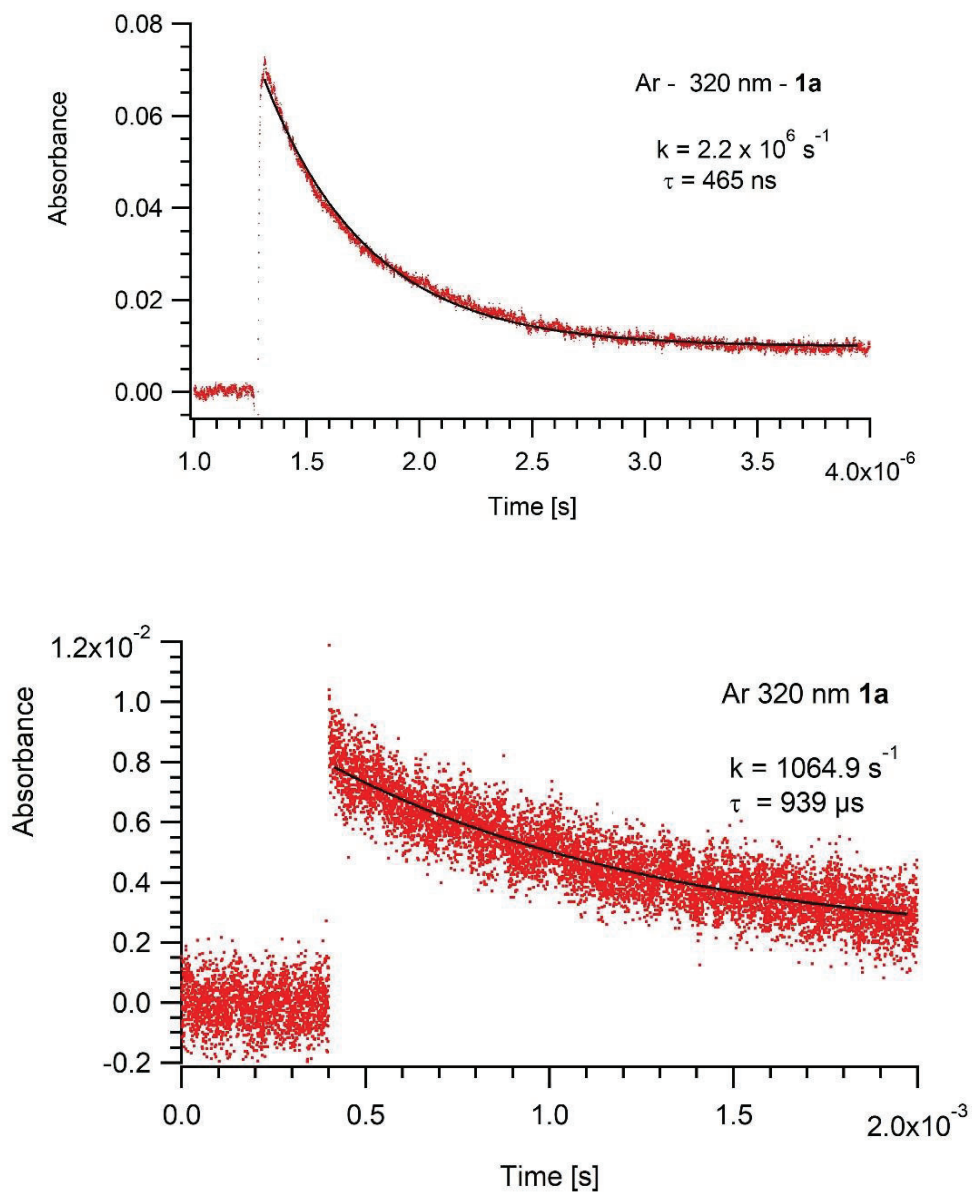 0.08
0.06
0.04
0.02
0.00
Absorbance
Ar - 320 nm - 1a
k = 2.2 x 10⁶ s⁻¹
τ = 465 ns
1.0 1.5 2.0 2.5 3.0 3.5 4.0x10⁻⁶
Time [s]
1.2x10⁻²
1.0
0.8
0.6
0.4
0.2
0.0
-0.2
Absorbance
Ar 320 nm 1a
k = 1064.9 s⁻¹
τ = 939 µs
0.0 0.5 1.0 1.5 2.0x10⁻³
Time [s]